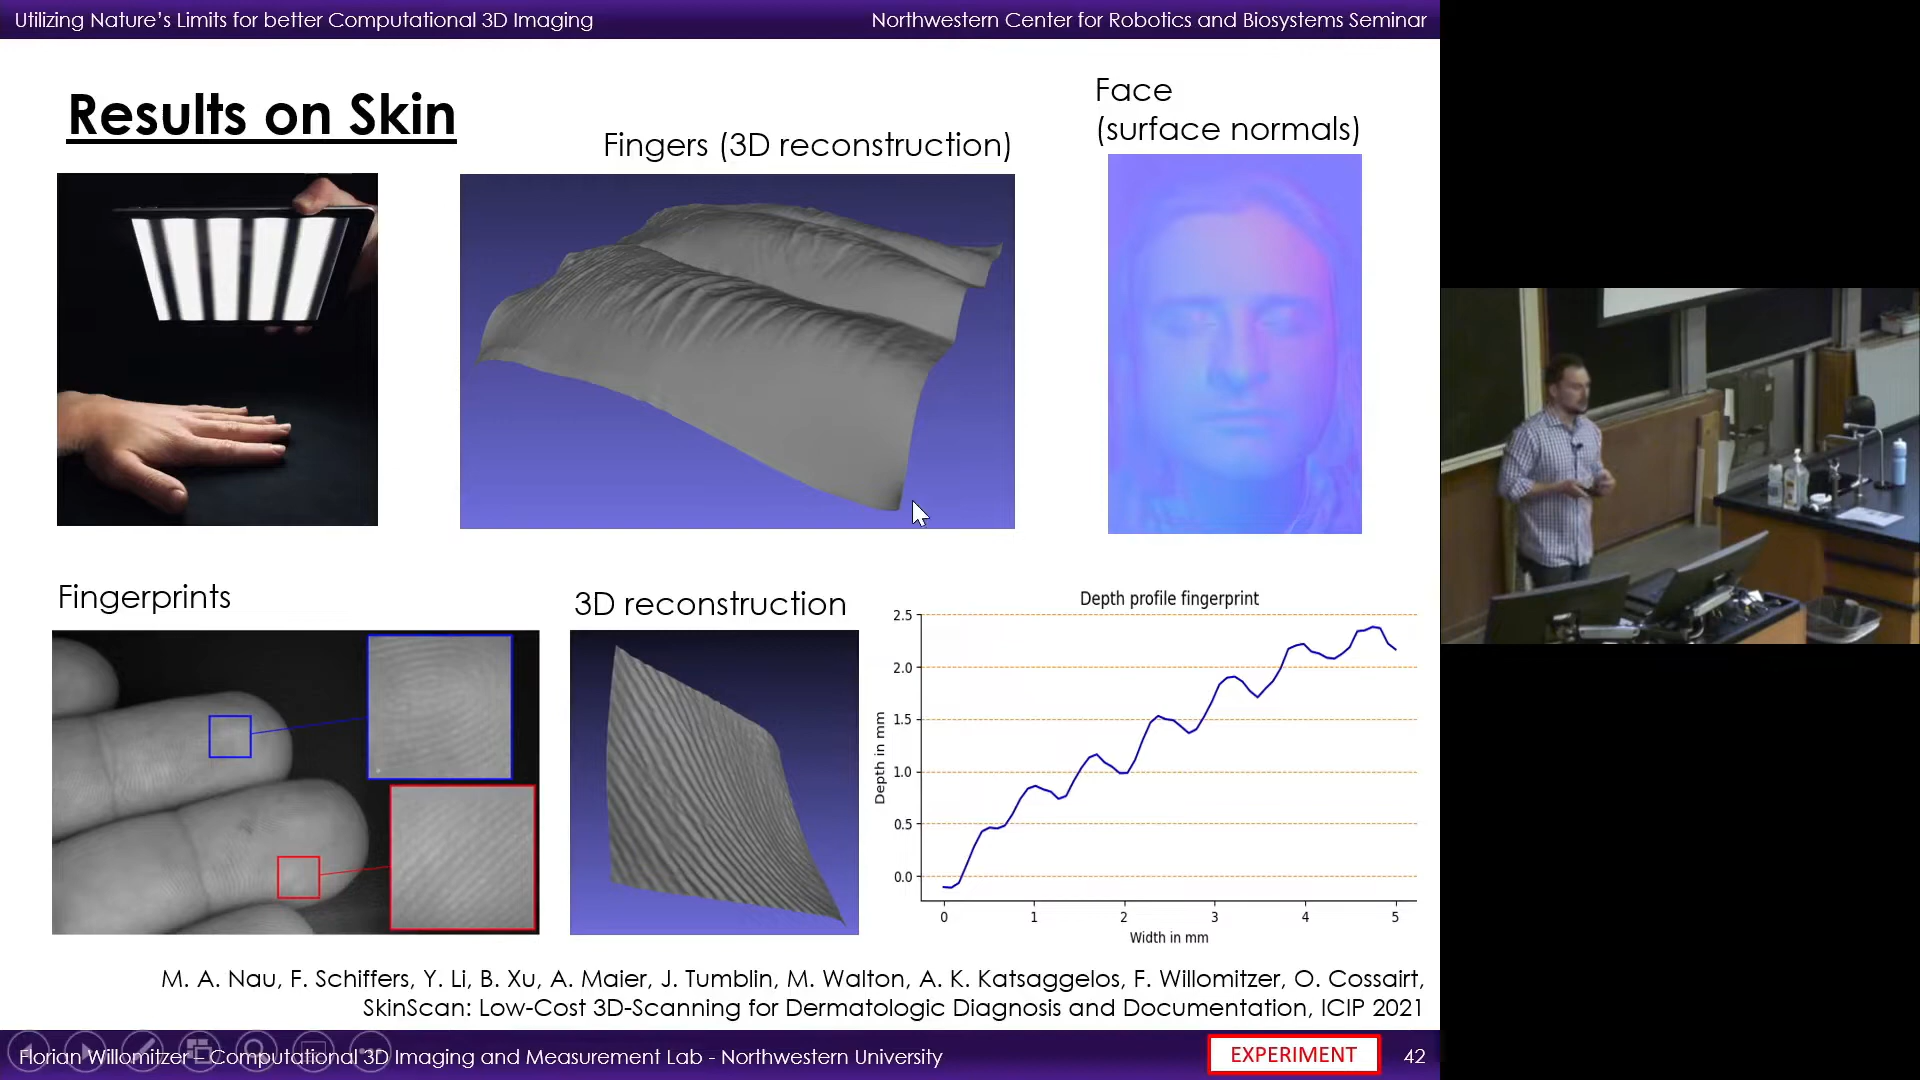 Utilizing Nature's Limits for better Computational 3D Imaging
Northwestern Center for Robotics and Biosystems Seminar
Results on Skin
Fingers (3D reconstruction)
Face
(surface normals)
Fingerprints
3D reconstruction
Depth profile fingerprint
2.5
2.0
1.5
1.0
0.5
0.0
Depth in mm
0 1 2 3 4 5
Width in mm
M. A. Nau, F. Schiffers, Y. Li, B. Xu, A. Maier, J. Tumblin, M. Walton, A. K. Katsaggelos, F. Willomitzer, O. Cossairt,
SkinScan: Low-Cost 3D-Scanning for Dermatologic Diagnosis and Documentation, ICIP 2021
Florian Willomitzer – Computational 3D Imaging and Measurement Lab - Northwestern University
EXPERIMENT
42